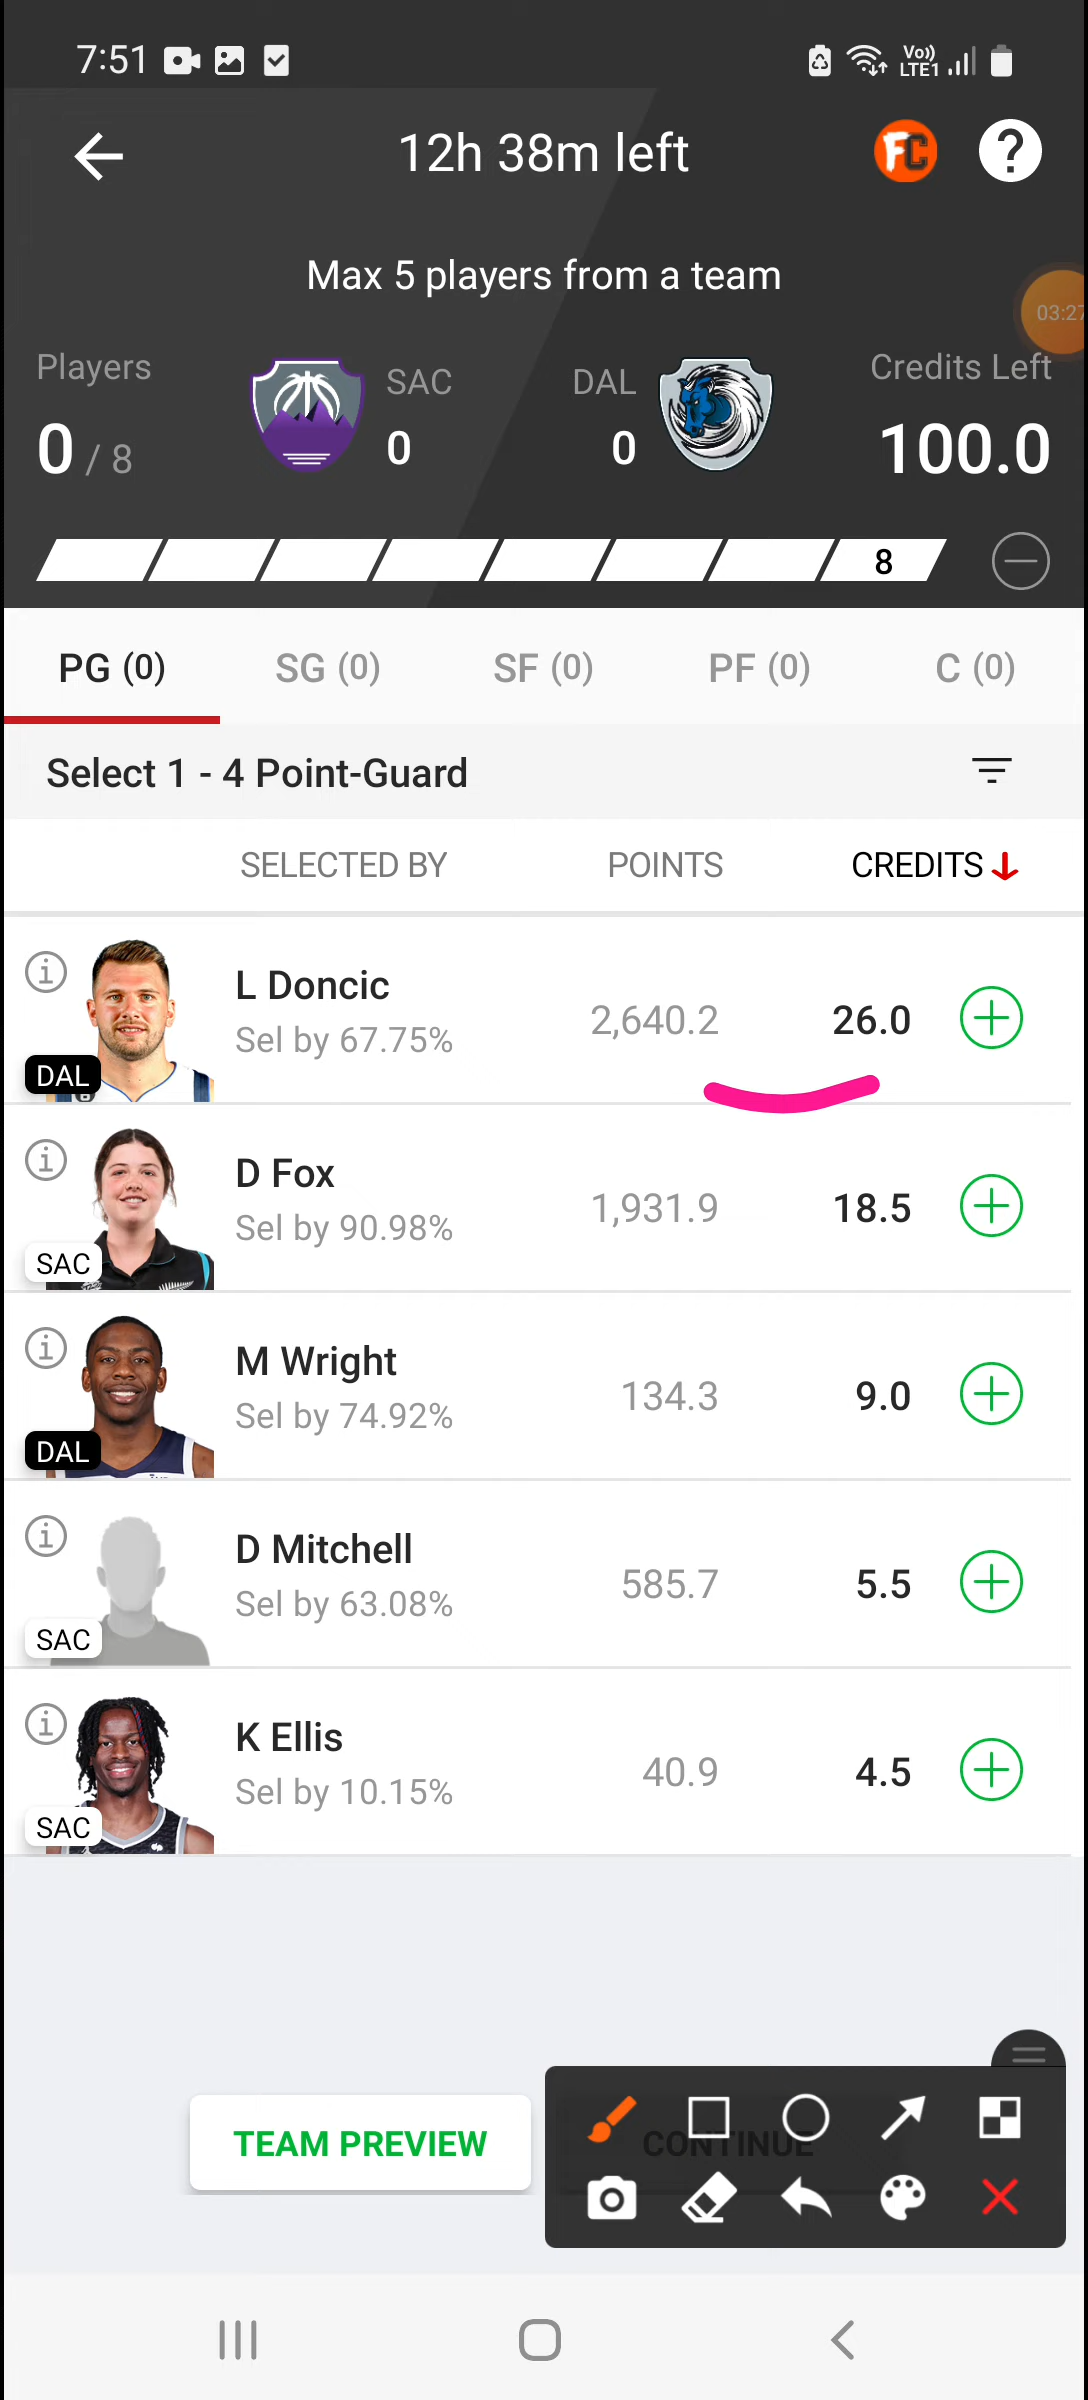 7:51
Vo))
LTE1
12h 38m left
FC
?
Max 5 players from a team
03:27
Players
SAC
DAL
Credits Left
0 / 8
0
0
100.0
8
PG (0)
SG (0)
SF (0)
PF (0)
C (0)
Select 1 - 4 Point-Guard
SELECTED BY
POINTS
CREDITS
L Doncic
Sel by 67.75%
2,640.2
26.0
DAL
D Fox
Sel by 90.98%
1,931.9
18.5
SAC
M Wright
Sel by 74.92%
134.3
9.0
DAL
D Mitchell
Sel by 63.08%
585.7
5.5
SAC
K Ellis
Sel by 10.15%
40.9
4.5
SAC
TEAM PREVIEW
CONTINUE